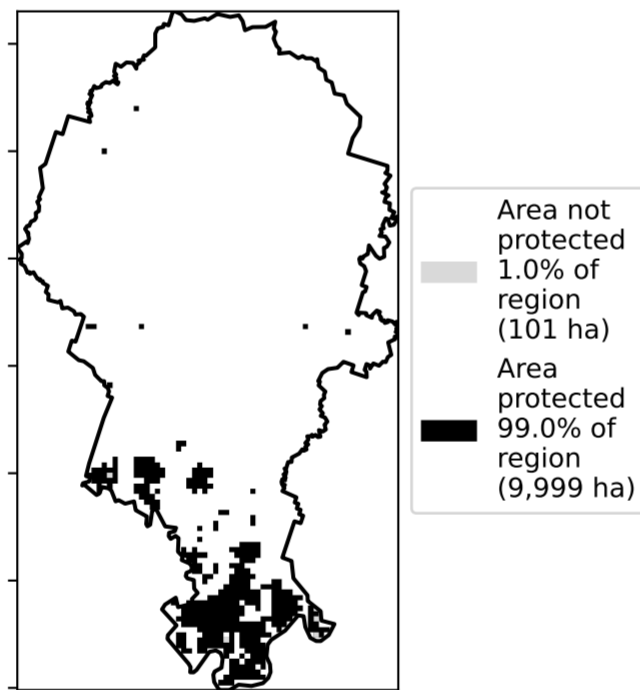 Area not
protected
1.0% of
region
(101 ha)
Area
protected
99.0% of
region
(9,999 ha)